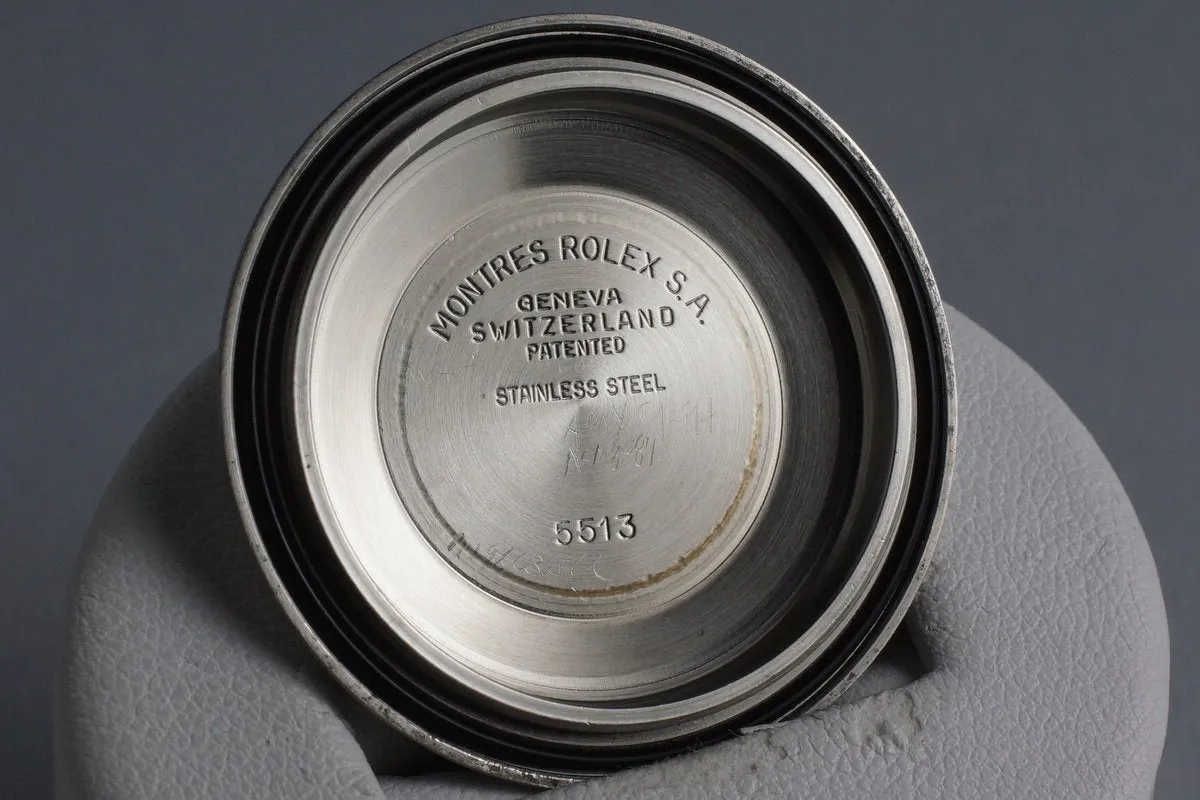 MONTRES ROLEX S.A.
GENEVA
SWITZERLAND
PATENTED
STAINLESS STEEL
5513